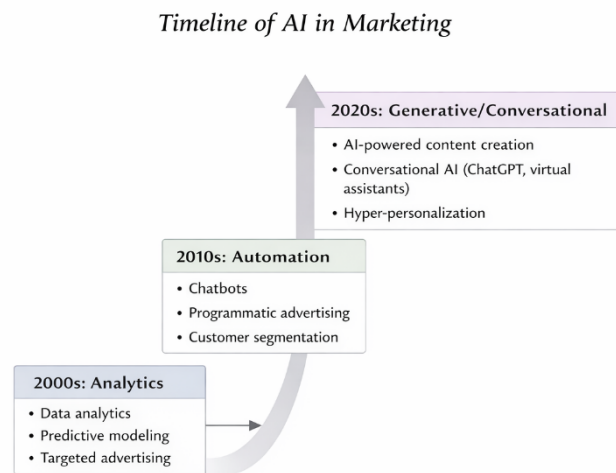 Timeline of AI in Marketing
2020s: Generative/Conversational
• AI-powered content creation
• Conversational AI (ChatGPT, virtual
assistants)
• Hyper-personalization
2010s: Automation
• Chatbots
• Programmatic advertising
• Customer segmentation
2000s: Analytics
• Data analytics
• Predictive modeling
• Targeted advertising